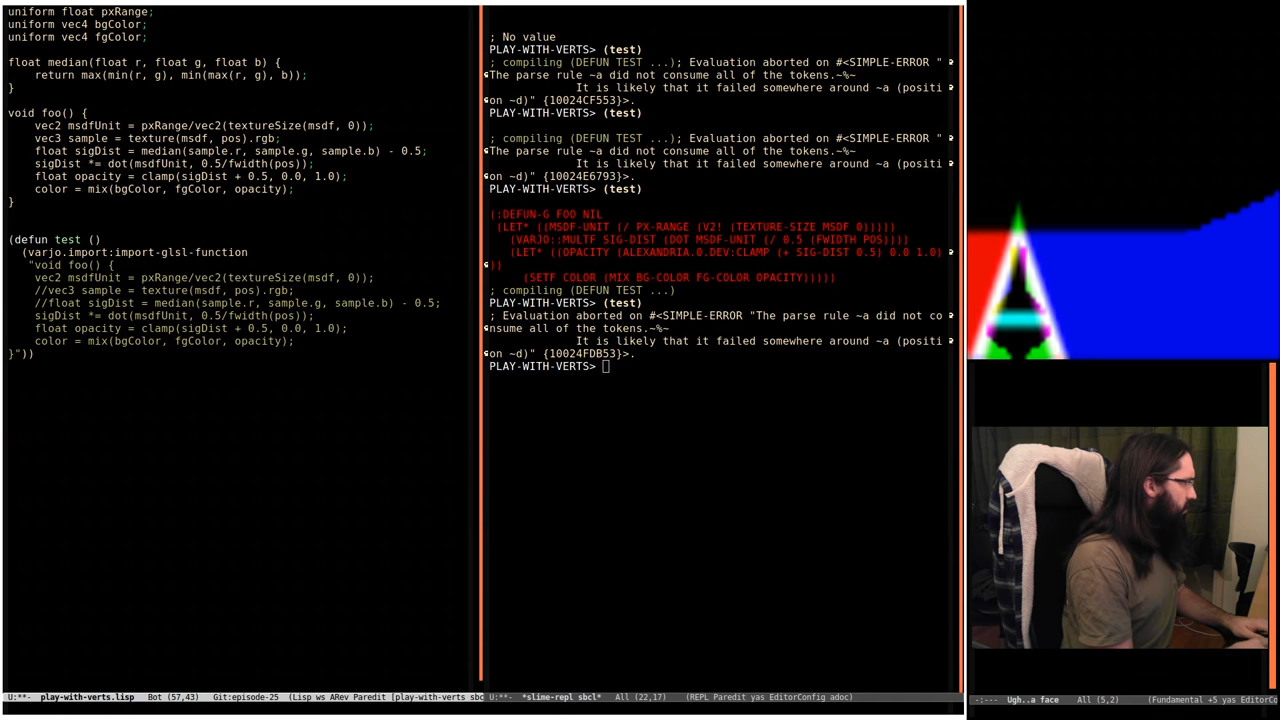 uniform float pxRange;
uniform vec4 bgColor;
uniform vec4 fgColor;
float median(float r, float g, float b) {
    return max(min(r, g), min(max(r, g), b));
}
void foo() {
    vec2 msdfUnit = pxRange/vec2(textureSize(msdf, 0));
    vec3 sample = texture(msdf, pos).rgb;
    float sigDist = median(sample.r, sample.g, sample.b) - 0.5;
    sigDist *= dot(msdfUnit, 0.5/fwidth(pos));
    float opacity = clamp(sigDist + 0.5, 0.0, 1.0);
    color = mix(bgColor, fgColor, opacity);
}
(defun test ()
  (varjo.import:import-glsl-function
   "void foo() {
    vec2 msdfUnit = pxRange/vec2(textureSize(msdf, 0));
    //vec3 sample = texture(msdf, pos).rgb;
    //float sigDist = median(sample.r, sample.g, sample.b) - 0.5;
    sigDist *= dot(msdfUnit, 0.5/fwidth(pos));
    float opacity = clamp(sigDist + 0.5, 0.0, 1.0);
    color = mix(bgColor, fgColor, opacity);
}"))
U:**-  play-with-verts.lisp   Bot (57,43)   Git:episode-25  (Lisp ws ARev Paredit [play-with-verts sbc
; No value
PLAY-WITH-VERTS> (test)
; compiling (DEFUN TEST ...); Evaluation aborted on #<SIMPLE-ERROR "
The parse rule ~a did not consume all of the tokens.~%~
             It is likely that it failed somewhere around ~a (positi
on ~d)" {10024CF553}>.
PLAY-WITH-VERTS> (test)
; compiling (DEFUN TEST ...); Evaluation aborted on #<SIMPLE-ERROR "
The parse rule ~a did not consume all of the tokens.~%~
             It is likely that it failed somewhere around ~a (positi
on ~d)" {10024E6793}>.
PLAY-WITH-VERTS> (test)
(:DEFUN-G FOO NIL
 (LET* ((MSDF-UNIT (/ PX-RANGE (V2! (TEXTURE-SIZE MSDF 0)))))
   (VARJO::MULTF SIG-DIST (DOT MSDF-UNIT (/ 0.5 (FWIDTH POS))))
   (LET* ((OPACITY (ALEXANDRIA.0.DEV:CLAMP (+ SIG-DIST 0.5) 0.0 1.0)
))
     (SETF COLOR (MIX BG-COLOR FG-COLOR OPACITY)))))
; compiling (DEFUN TEST ...)
PLAY-WITH-VERTS> (test)
; Evaluation aborted on #<SIMPLE-ERROR "The parse rule ~a did not co
nsume all of the tokens.~%~
             It is likely that it failed somewhere around ~a (positi
on ~d)" {10024FDB53}>.
PLAY-WITH-VERTS>
U:**-  *slime-repl sbcl*   All (22,17)    (REPL Paredit yas EditorConfig adoc)
-:---  Ugh..a face    All (5,2)      (Fundamental +5 yas EditorCo